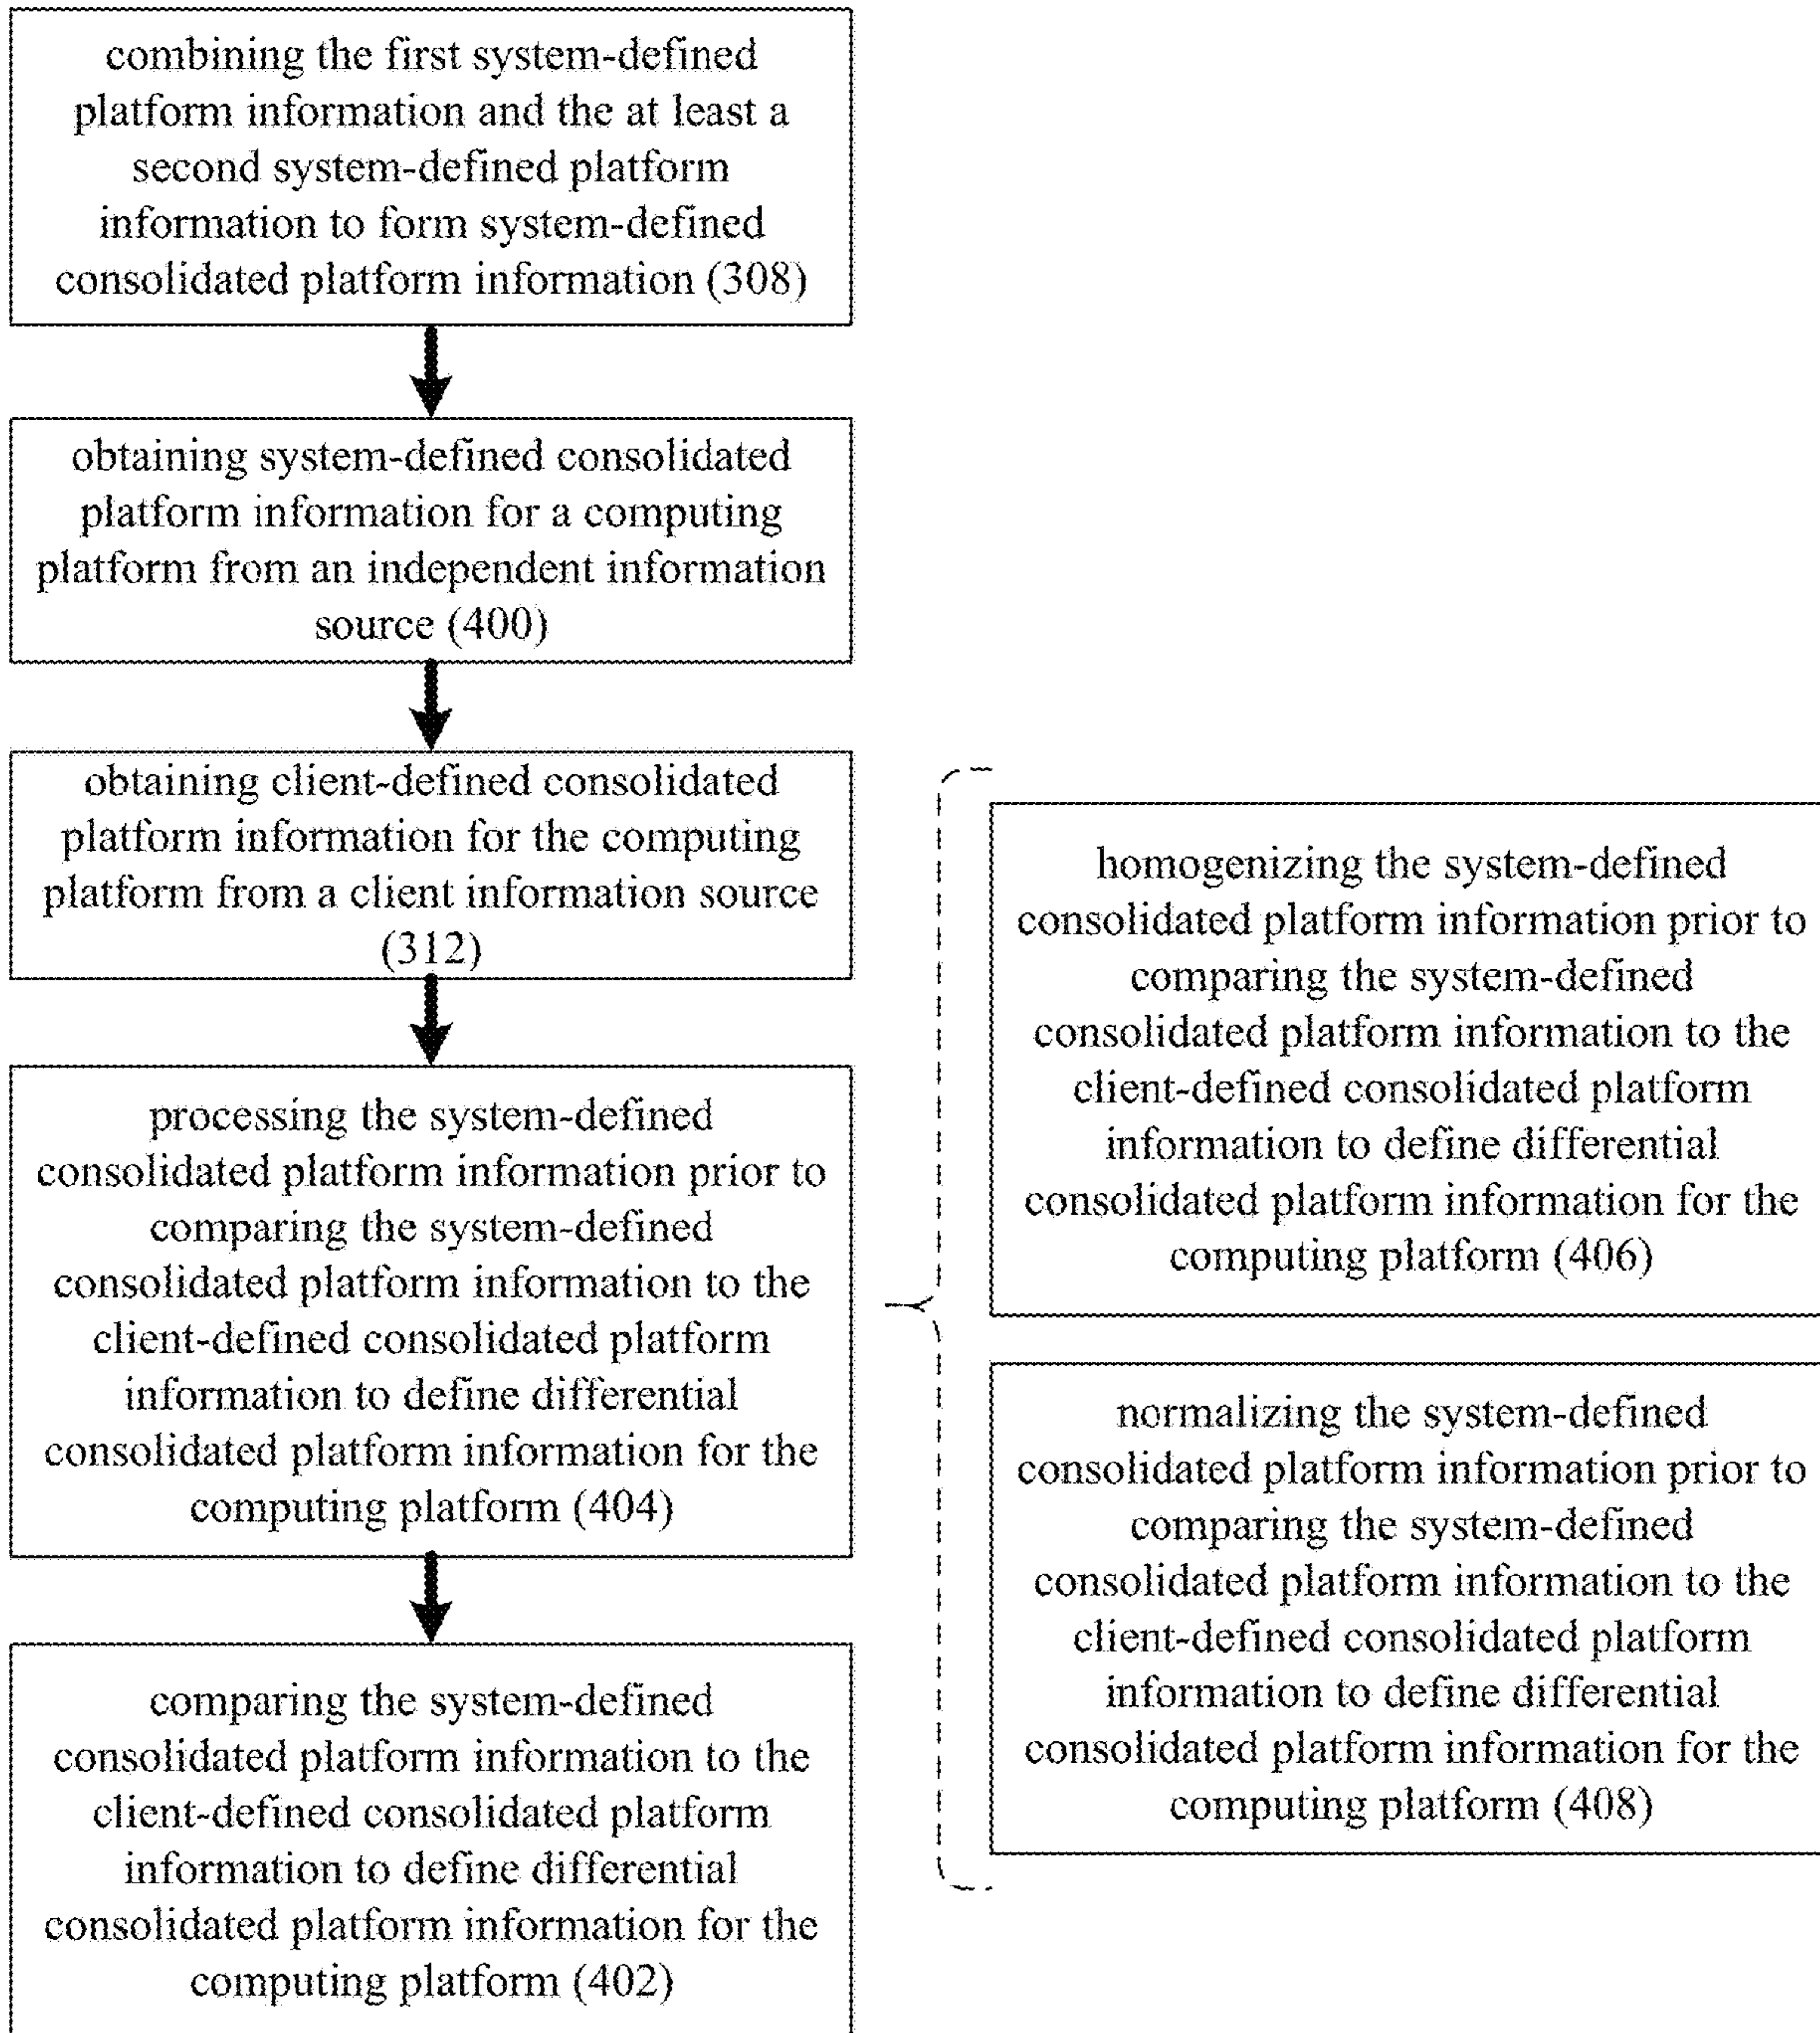 combining the first system-defined
platform information and the at least a
second system-defined platform
information to form system-defined
consolidated platform information (308)
obtaining system-defined consolidated
platform information for a computing
platform from an independent information
source (400)
obtaining client-defined consolidated
platform information for the computing
platform from a client information source
(312)
processing the system-defined
consolidated platform information prior to
comparing the system-defined
consolidated platform information to the
client-defined consolidated platform
information to define differential
consolidated platform information for the
computing platform (404)
comparing the system-defined
consolidated platform information to the
client-defined consolidated platform
information to define differential
consolidated platform information for the
computing platform (402)
homogenizing the system-defined
consolidated platform information prior to
comparing the system-defined
consolidated platform information to the
client-defined consolidated platform
information to define differential
consolidated platform information for the
computing platform (406)
normalizing the system-defined
consolidated platform information prior to
comparing the system-defined
consolidated platform information to the
client-defined consolidated platform
information to define differential
consolidated platform information for the
computing platform (408)